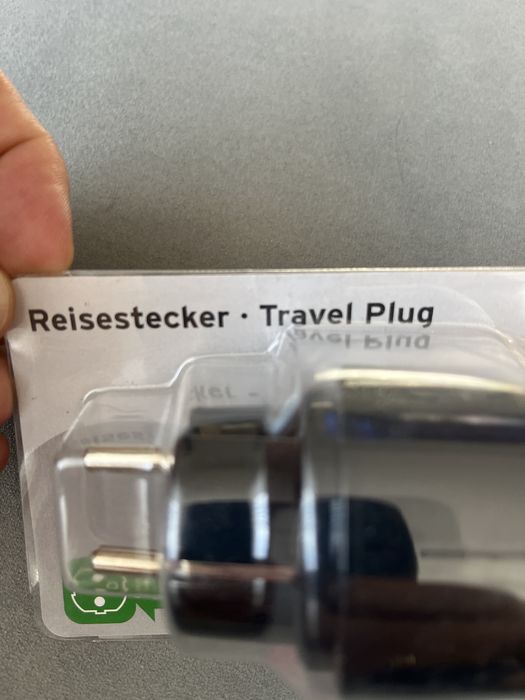 Reisestecker · Travel Plug